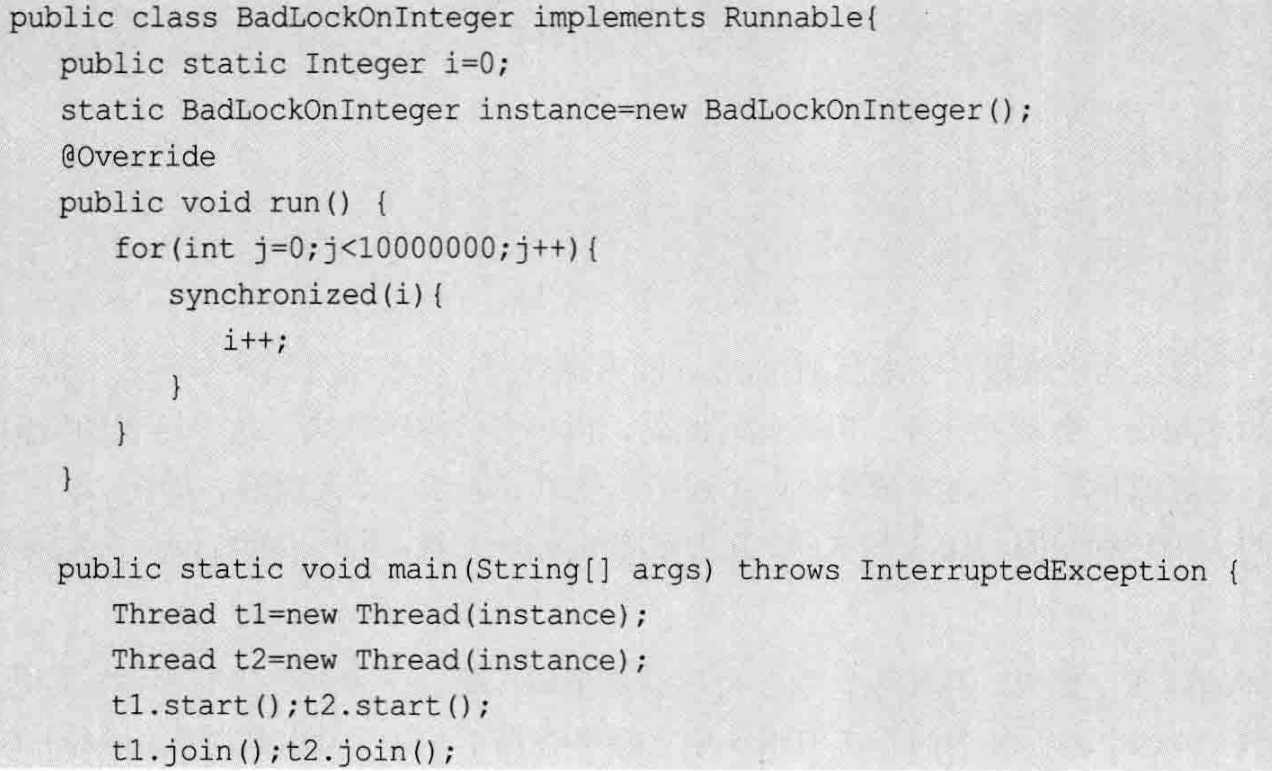 public class BadLockOnInteger implements Runnable{
public static Integer i=0;
static BadLockOnInteger instance=new BadLockOnInteger();
@Override
public void run() {
for(int j=0;j<10000000;j++){
synchronized(i){
i++;
}
}
}
public static void main(String[] args) throws InterruptedException {
Thread t1=new Thread(instance);
Thread t2=new Thread(instance);
t1.start();t2.start();
t1.join();t2.join();